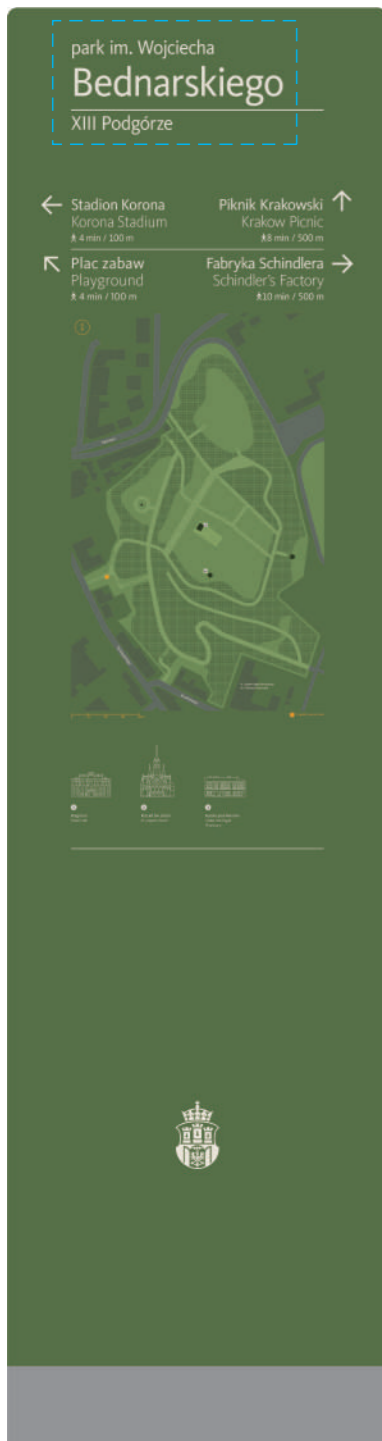 park im. Wojciecha
Bednarskiego
XIII Podgórze
Stadion Korona
Korona Stadium
4 min / 100 m
Piknik Krakowski
Krakow Picnic
8 min / 500 m
Plac zabaw
Playground
4 min / 100 m
Fabryka Schindlera
Schindler's Factory
10 min / 500 m